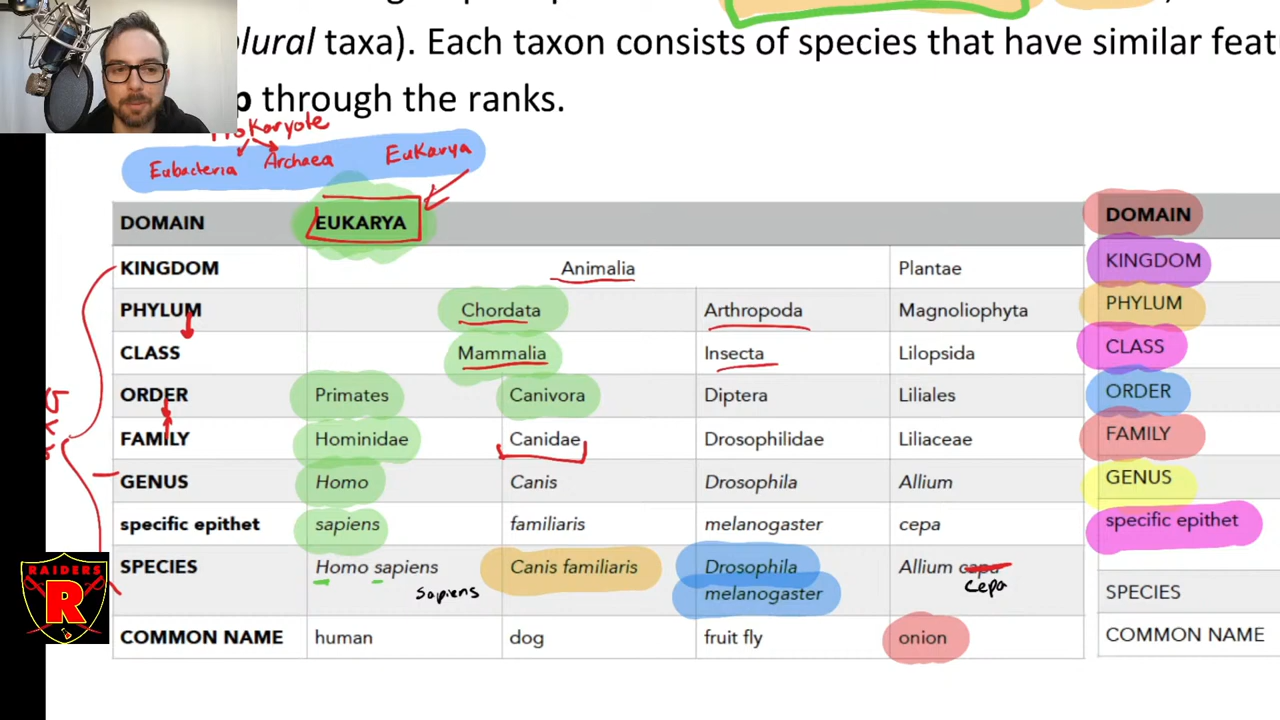 plural taxa). Each taxon consists of species that have similar feat
through the ranks.
Prokaryote
Eubacteria Archaea Eukarya
DOMAIN EUKARYA
KINGDOM Animalia Plantae
PHYLUM Chordata Arthropoda Magnoliophyta
CLASS Mammalia Insecta Lilopsida
ORDER Primates Canivora Diptera Liliales
FAMILY Hominidae Canidae Drosophilidae Liliaceae
GENUS Homo Canis Drosophila Allium
specific epithet sapiens familiaris melanogaster cepa
SPECIES Homo sapiens Canis familiaris Drosophila melanogaster Allium capa
sapiens cepa
COMMON NAME human dog fruit fly onion
DOMAIN
KINGDOM
PHYLUM
CLASS
ORDER
FAMILY
GENUS
specific epithet
SPECIES
COMMON NAME
RAIDERS
R